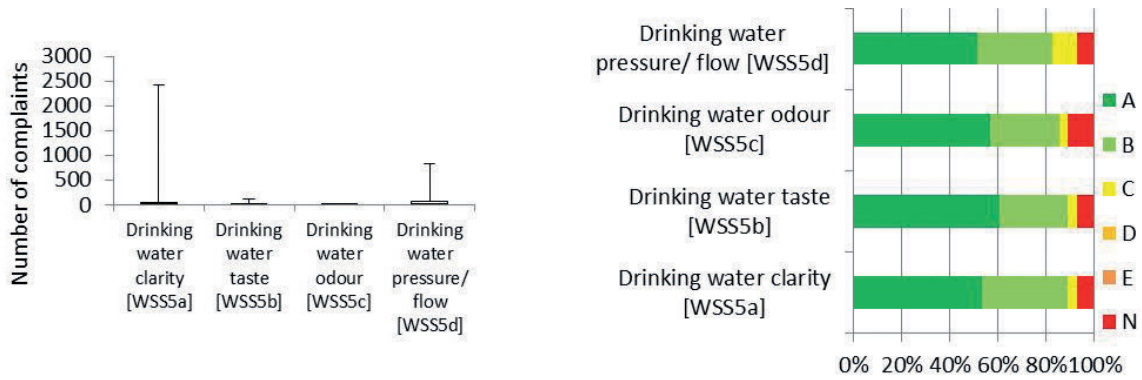 Number of complaints
3000
2500
2000
1500
1000
500
0
Drinking
water
clarity
[WSS5a]
Drinking
water
taste
[WSS5b]
Drinking
water
odour
[WSS5c]
Drinking
water
pressure/
flow
[WSS5d]
Drinking water
pressure/ flow [WSS5d]
Drinking water odour
[WSS5c]
Drinking water taste
[WSS5b]
Drinking water clarity
[WSS5a]
0% 20% 40% 60% 80% 100%
A
B
C
D
E
N